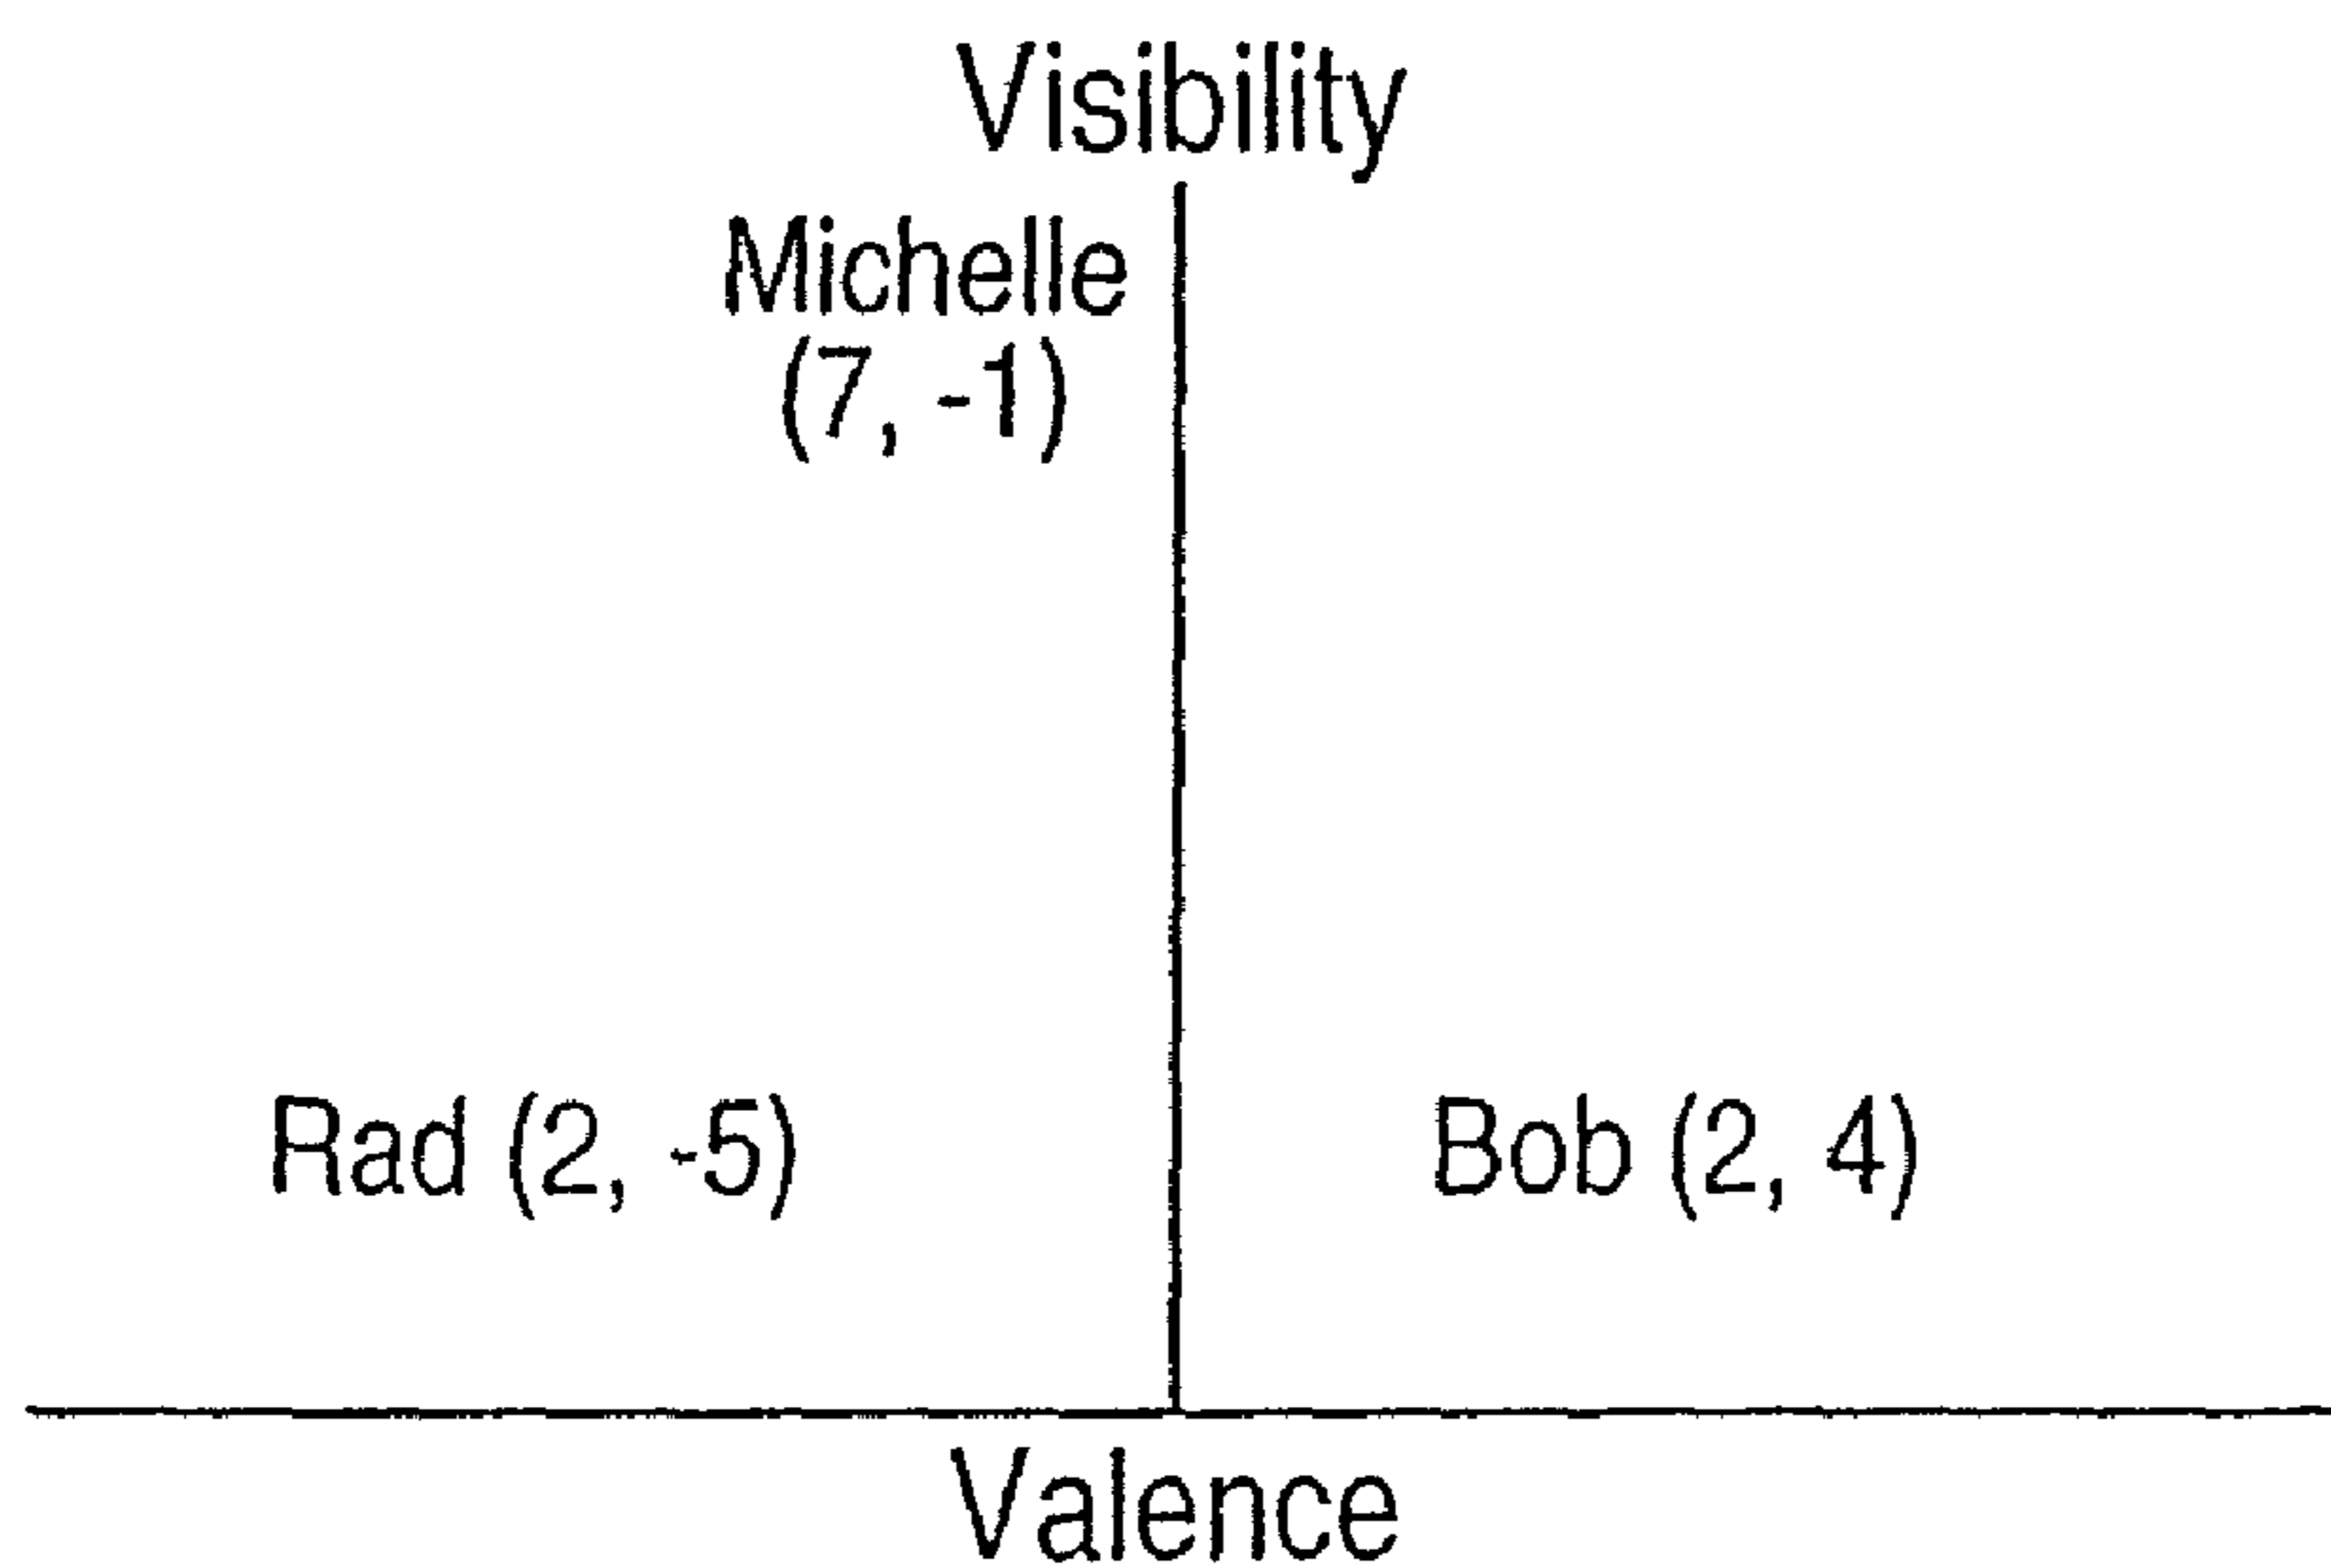 Visibility
Michelle
(7, -1)
Rad (2, -5)
Bob (2, 4)
Valence